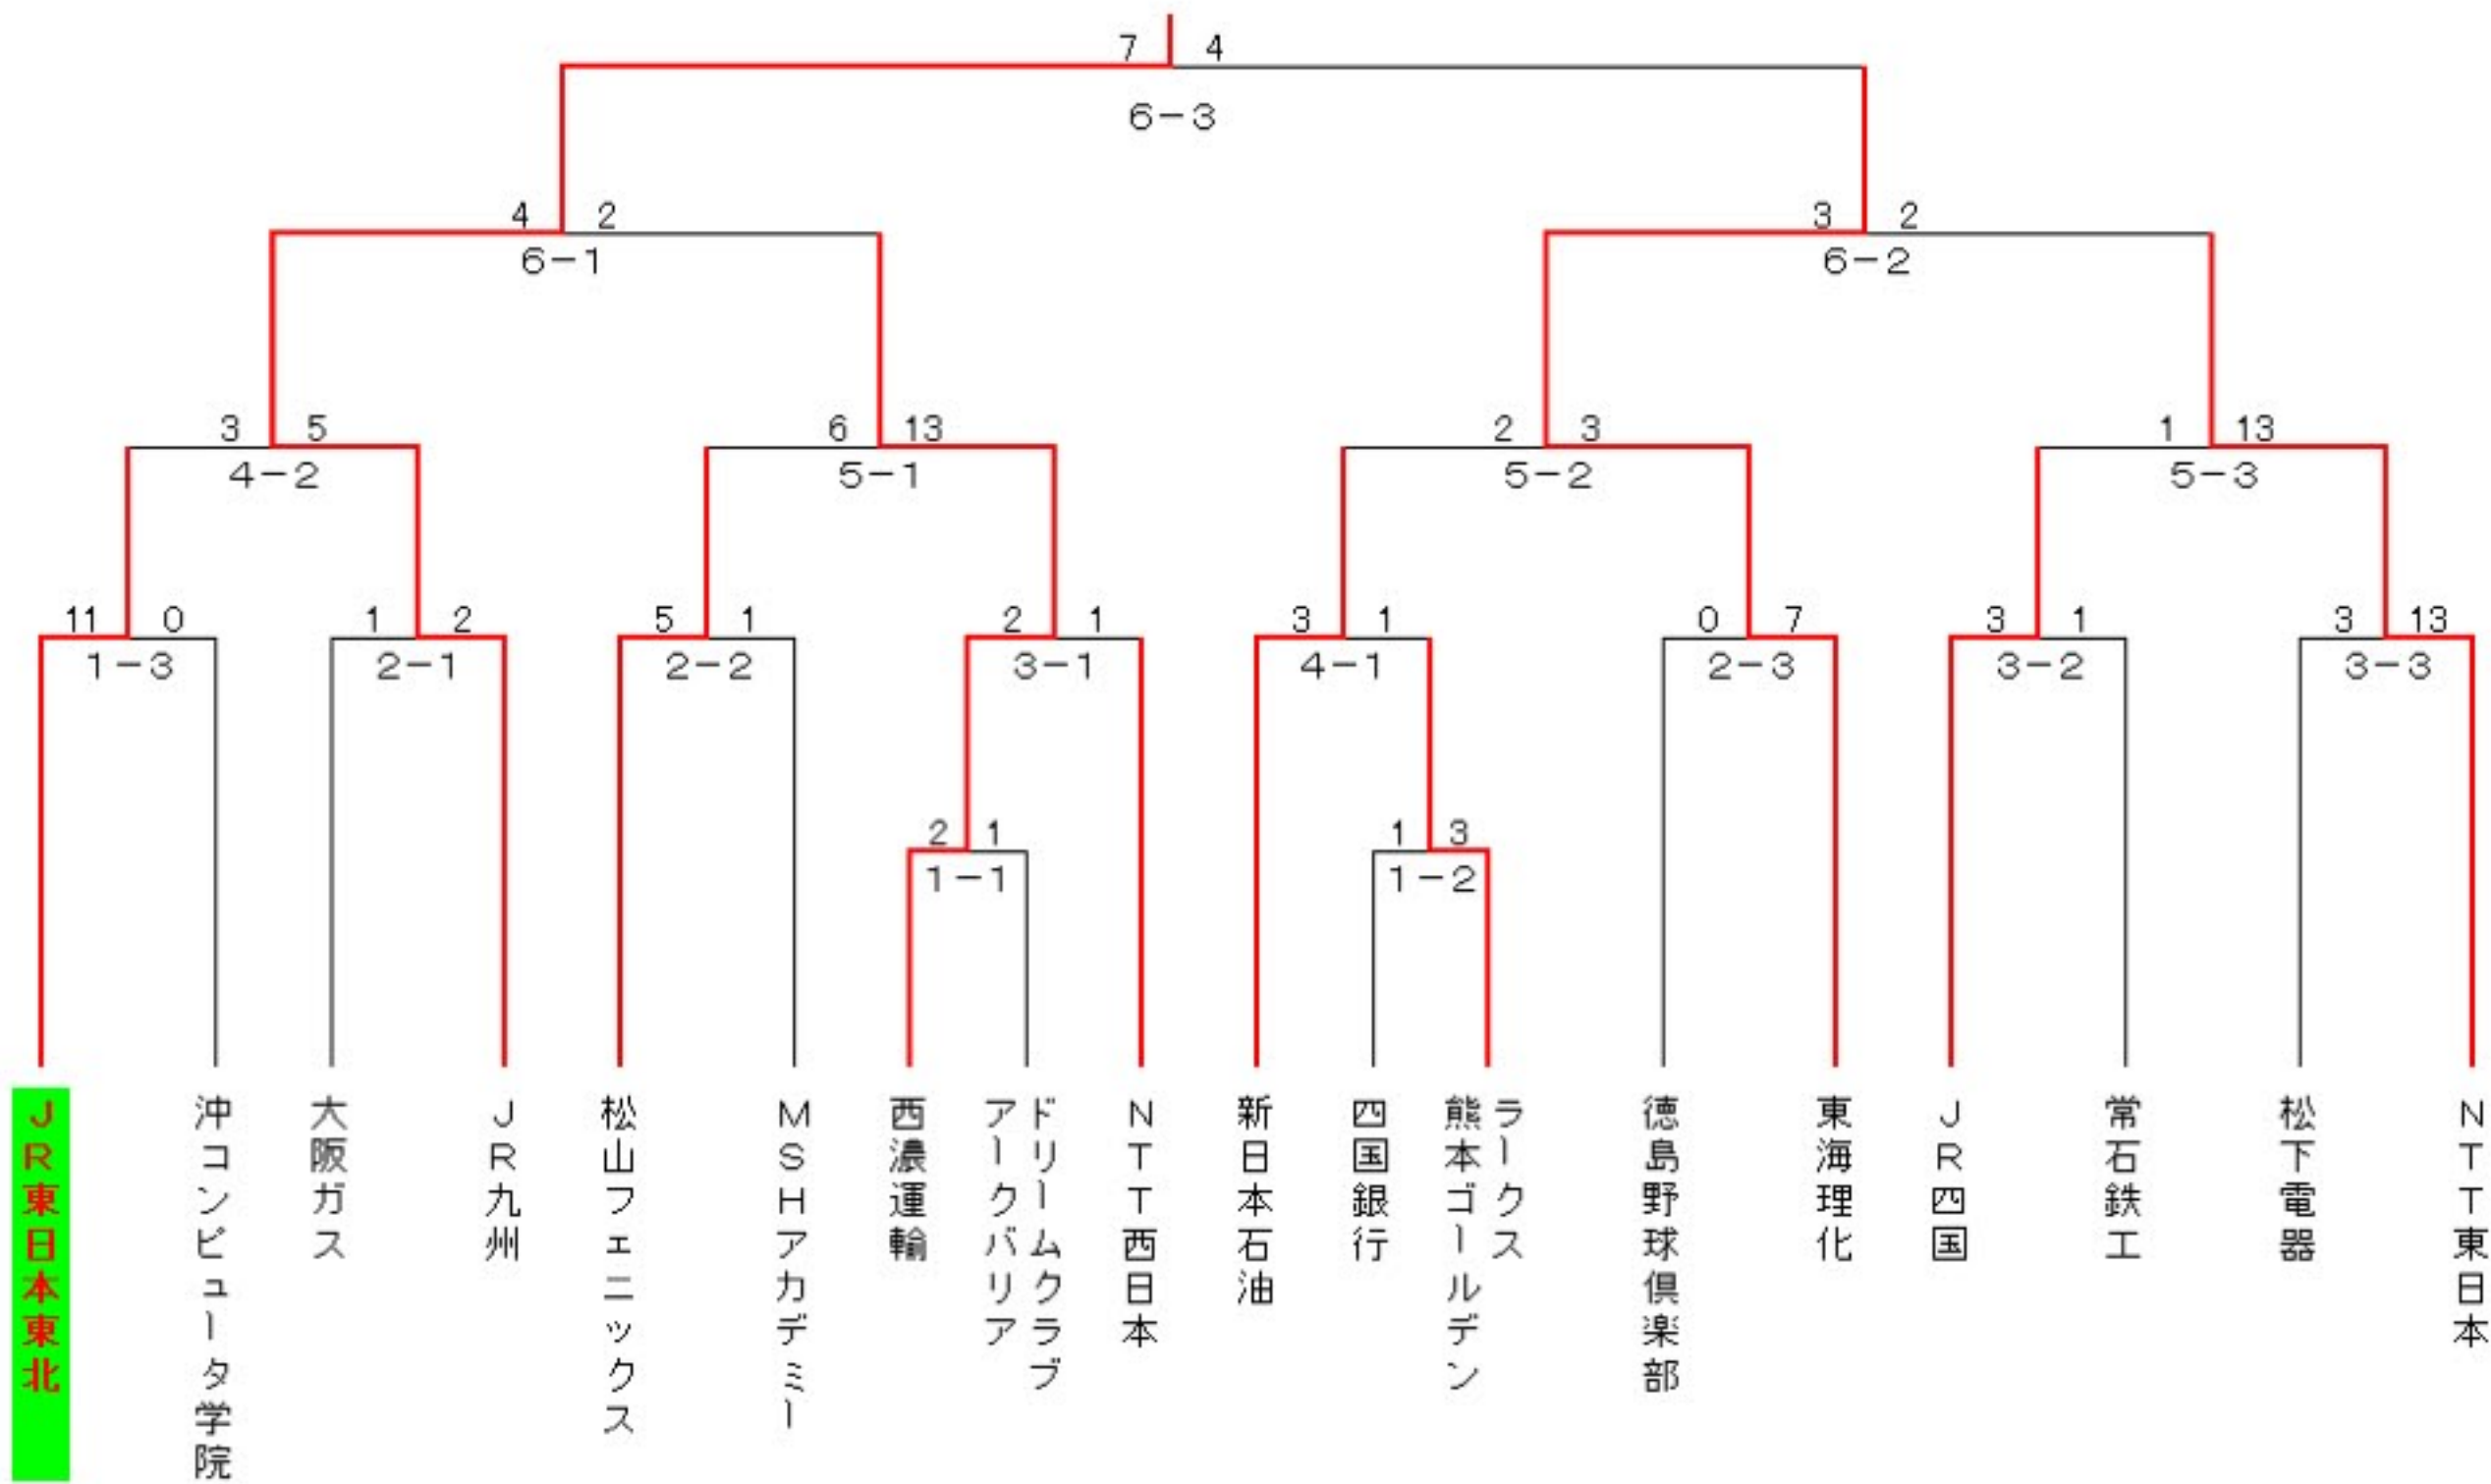 7 4
6-3
4 2
6-1
3 2
6-2
3 5
4-2
6 13
5-1
2 3
5-2
1 13
5-3
11 0
1-3
1 2
2-1
5 1
2-2
2 1
3-1
3 1
4-1
0 7
2-3
3 1
3-2
3 13
3-3
2 1
1-1
1 3
1-2
JR東日本東北
沖コンピュータ学院
大阪ガス
JR九州
松山フェニックス
MSHアカデミー
西濃運輸
ドリームクラブ
アークバリア
NTT西日本
新日本石油
四国銀行
熊本ゴールデン
ラークス
徳島野球倶楽部
東海理化
JR四国
常石鉄工
松下電器
NTT東日本